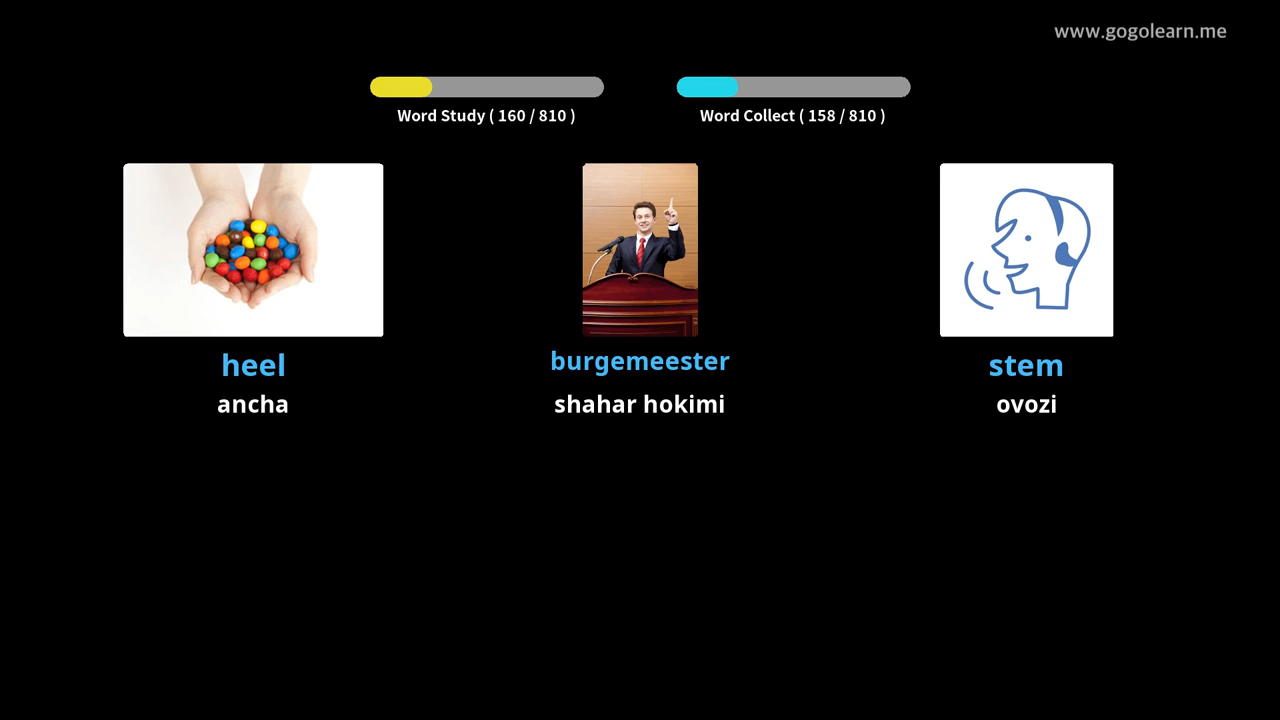 www.gogolearn.me
Word Study ( 160 / 810 )
Word Collect ( 158 / 810 )
heel
burgemeester
stem
ancha
shahar hokimi
ovozi